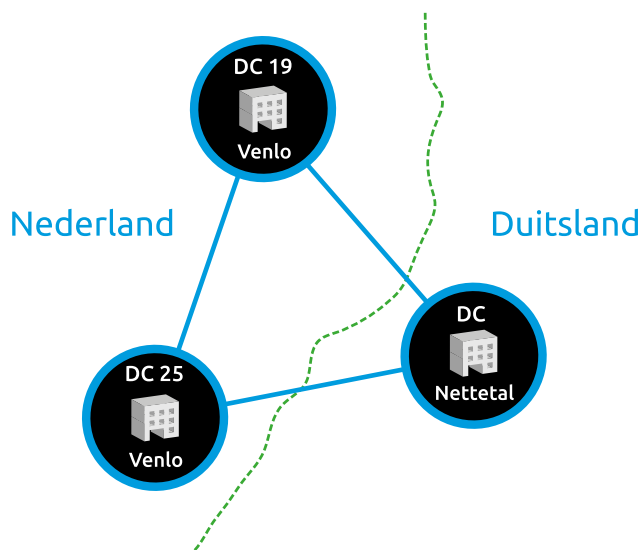 DC 19
Venlo
Nederland
Duitsland
DC
Nettetal
DC 25
Venlo